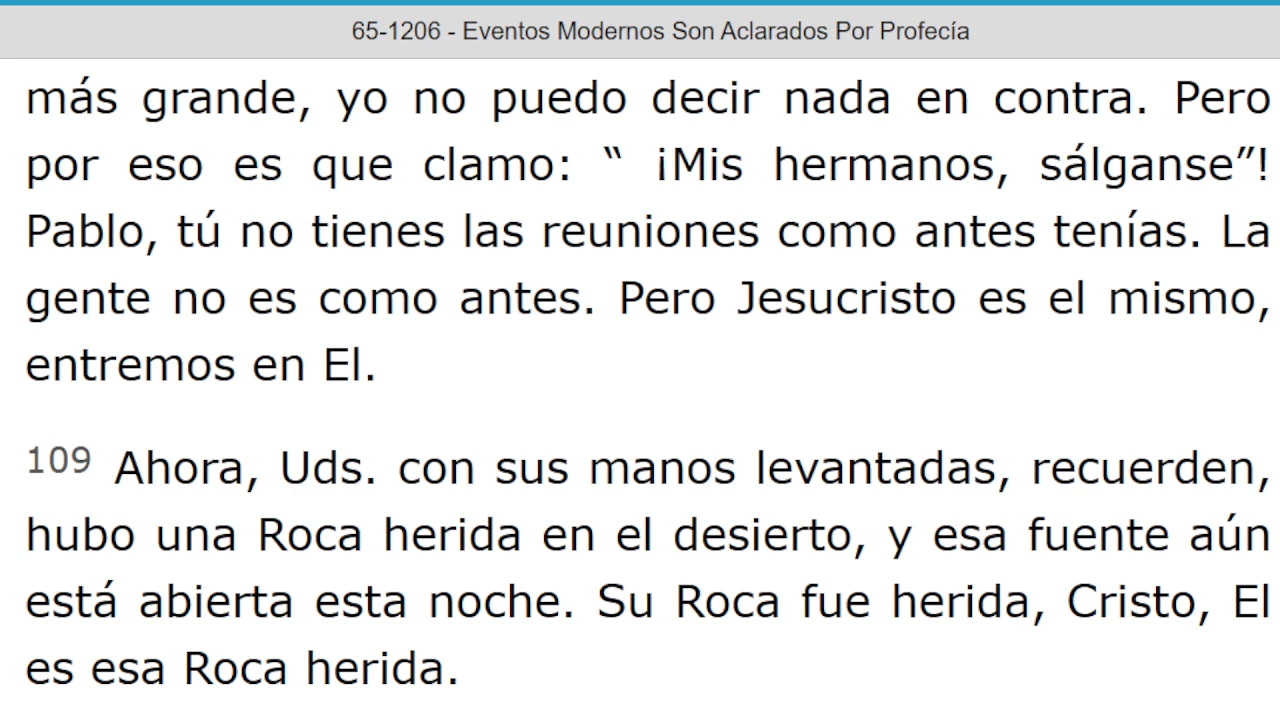 65-1206 - Eventos Modernos Son Aclarados Por Profecía
más grande, yo no puedo decir nada en contra. Pero
por eso es que clamo: “ ¡Mis hermanos, sálganse”!
Pablo, tú no tienes las reuniones como antes tenías. La
gente no es como antes. Pero Jesucristo es el mismo,
entremos en El.
109 Ahora, Uds. con sus manos levantadas, recuerden,
hubo una Roca herida en el desierto, y esa fuente aún
está abierta esta noche. Su Roca fue herida, Cristo, El
es esa Roca herida.